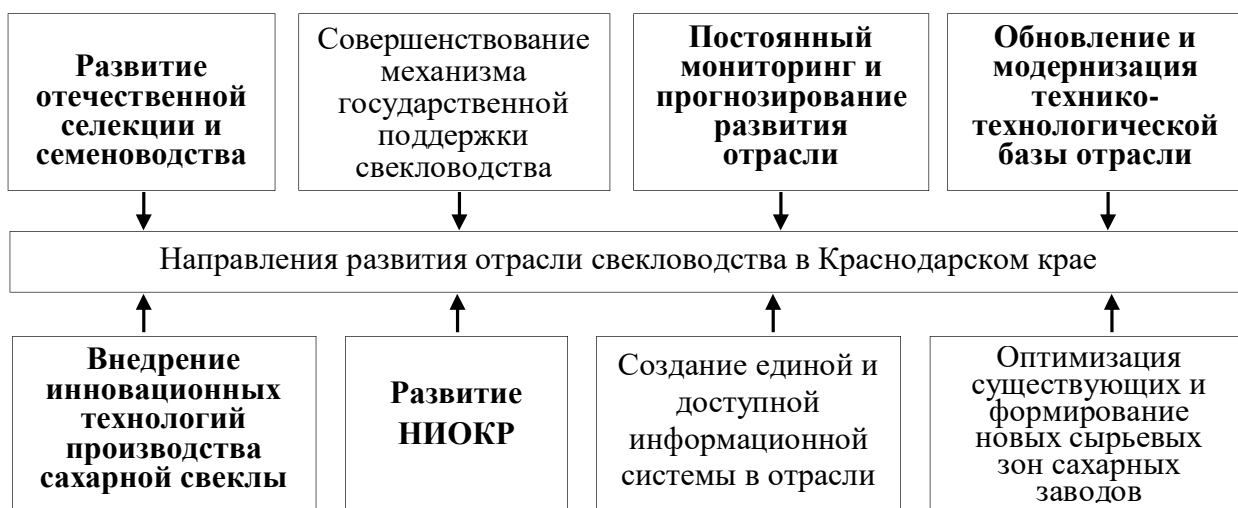 Развитие
отечественной
селекции и
семеноводства
Совершенствование
механизма
государственной
поддержки
свекловодства
Постоянный
мониторинг и
прогнозирование
развития
отрасли
Обновление и
модернизация
технико-
технологической
базы отрасли
Направления развития отрасли свекловодства в Краснодарском крае
Внедрение
инновационных
технологий
производства
сахарной свеклы
Развитие
НИОКР
Создание единой и
доступной
информационной
системы в отрасли
Оптимизация
существующих и
формирование
новых сырьевых
зон сахарных
заводов